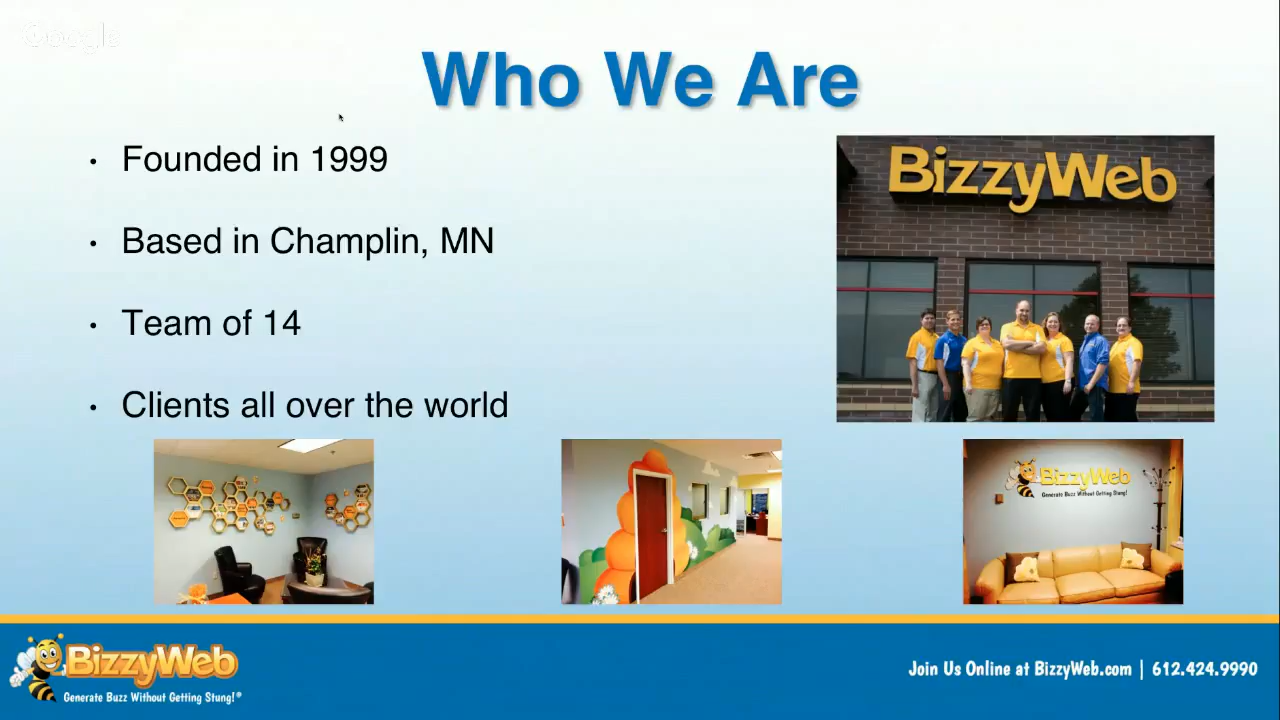 Google
Who We Are
• Founded in 1999
• Based in Champlin, MN
• Team of 14
• Clients all over the world
BizzyWeb
BizzyWeb
Generate Buzz Without Getting Stung!
BizzyWeb
Generate Buzz Without Getting Stung!®
Join Us Online at BizzyWeb.com | 612.424.9990